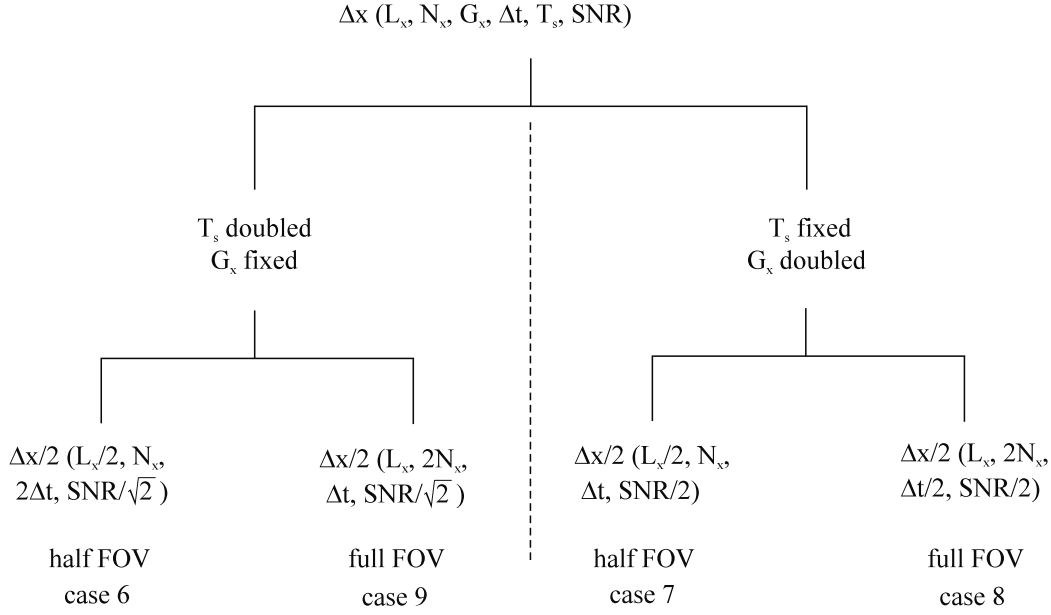 Δx (Lₓ, Nₓ, Gₓ, Δt, Tₛ, SNR)
Tₛ doubled
Gₓ fixed
Tₛ fixed
Gₓ doubled
Δx/2 (Lₓ/2, Nₓ,
2Δt, SNR/√2 )
half FOV
case 6
Δx/2 (Lₓ, 2Nₓ,
Δt, SNR/√2 )
full FOV
case 9
Δx/2 (Lₓ/2, Nₓ,
Δt, SNR/2)
half FOV
case 7
Δx/2 (Lₓ, 2Nₓ,
Δt/2, SNR/2)
full FOV
case 8